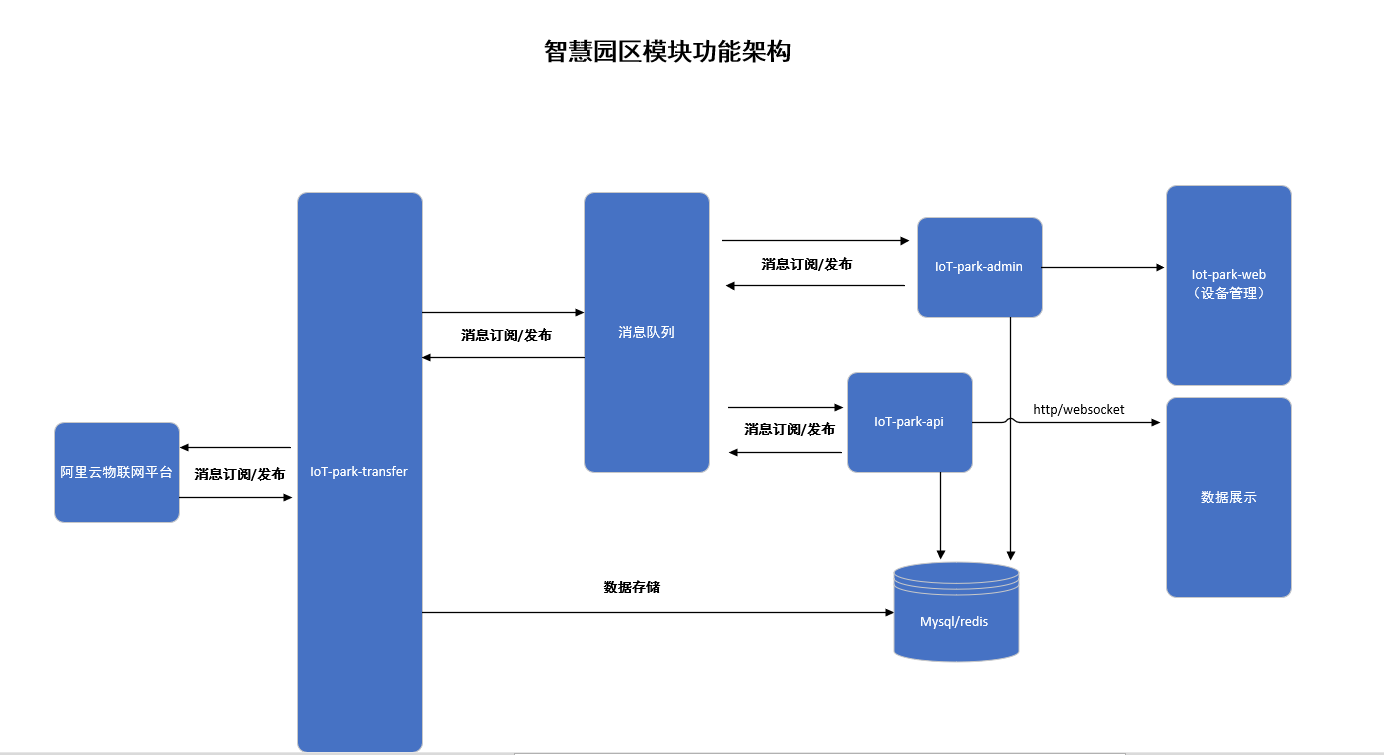 智慧园区模块功能架构
消息订阅/发布
IoT-park-admin
Iot-park-web
（设备管理）
消息订阅/发布
消息队列
http/websocket
消息订阅/发布
IoT-park-api
阿里云物联网平台
消息订阅/发布
IoT-park-transfer
数据展示
数据存储
Mysql/redis